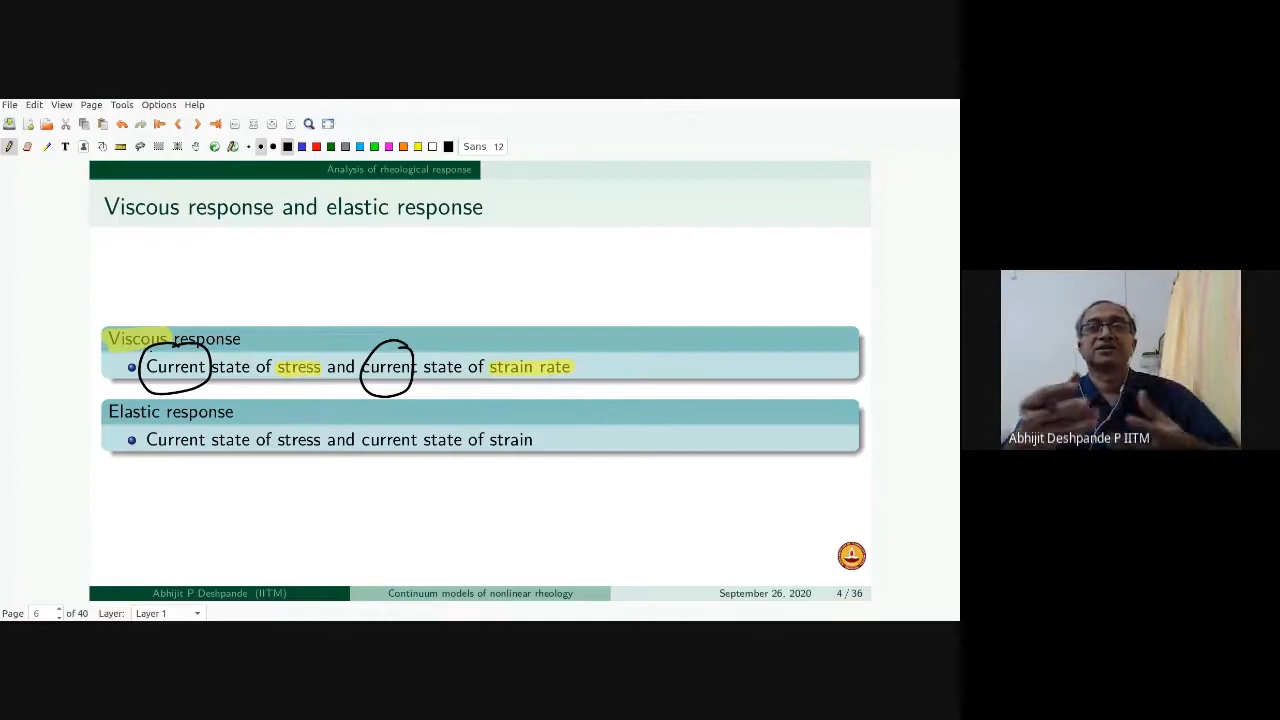 File Edit View Page Tools Options Help
T Sans 12
Analysis of rheological response
Viscous response and elastic response
Viscous response
Current state of stress and current state of strain rate
Elastic response
Current state of stress and current state of strain
Abhijit P Deshpande (IITM) Continuum models of nonlinear rheology September 26, 2020 4 / 36
Page 6 of 40 Layer: Layer 1
Abhijit Deshpande P IITM